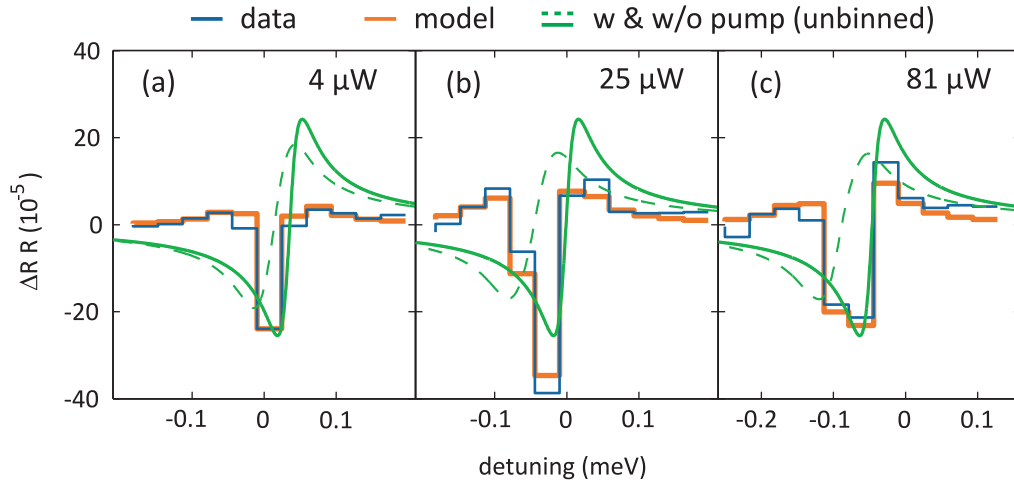 data model w & w/o pump (unbinned)
40
20
0
-20
-40
ΔR R (10⁻⁵)
(a) 4 μW
(b) 25 μW
(c) 81 μW
-0.1 0 0.1
-0.1 0 0.1
-0.2 -0.1 0 0.1
detuning (meV)